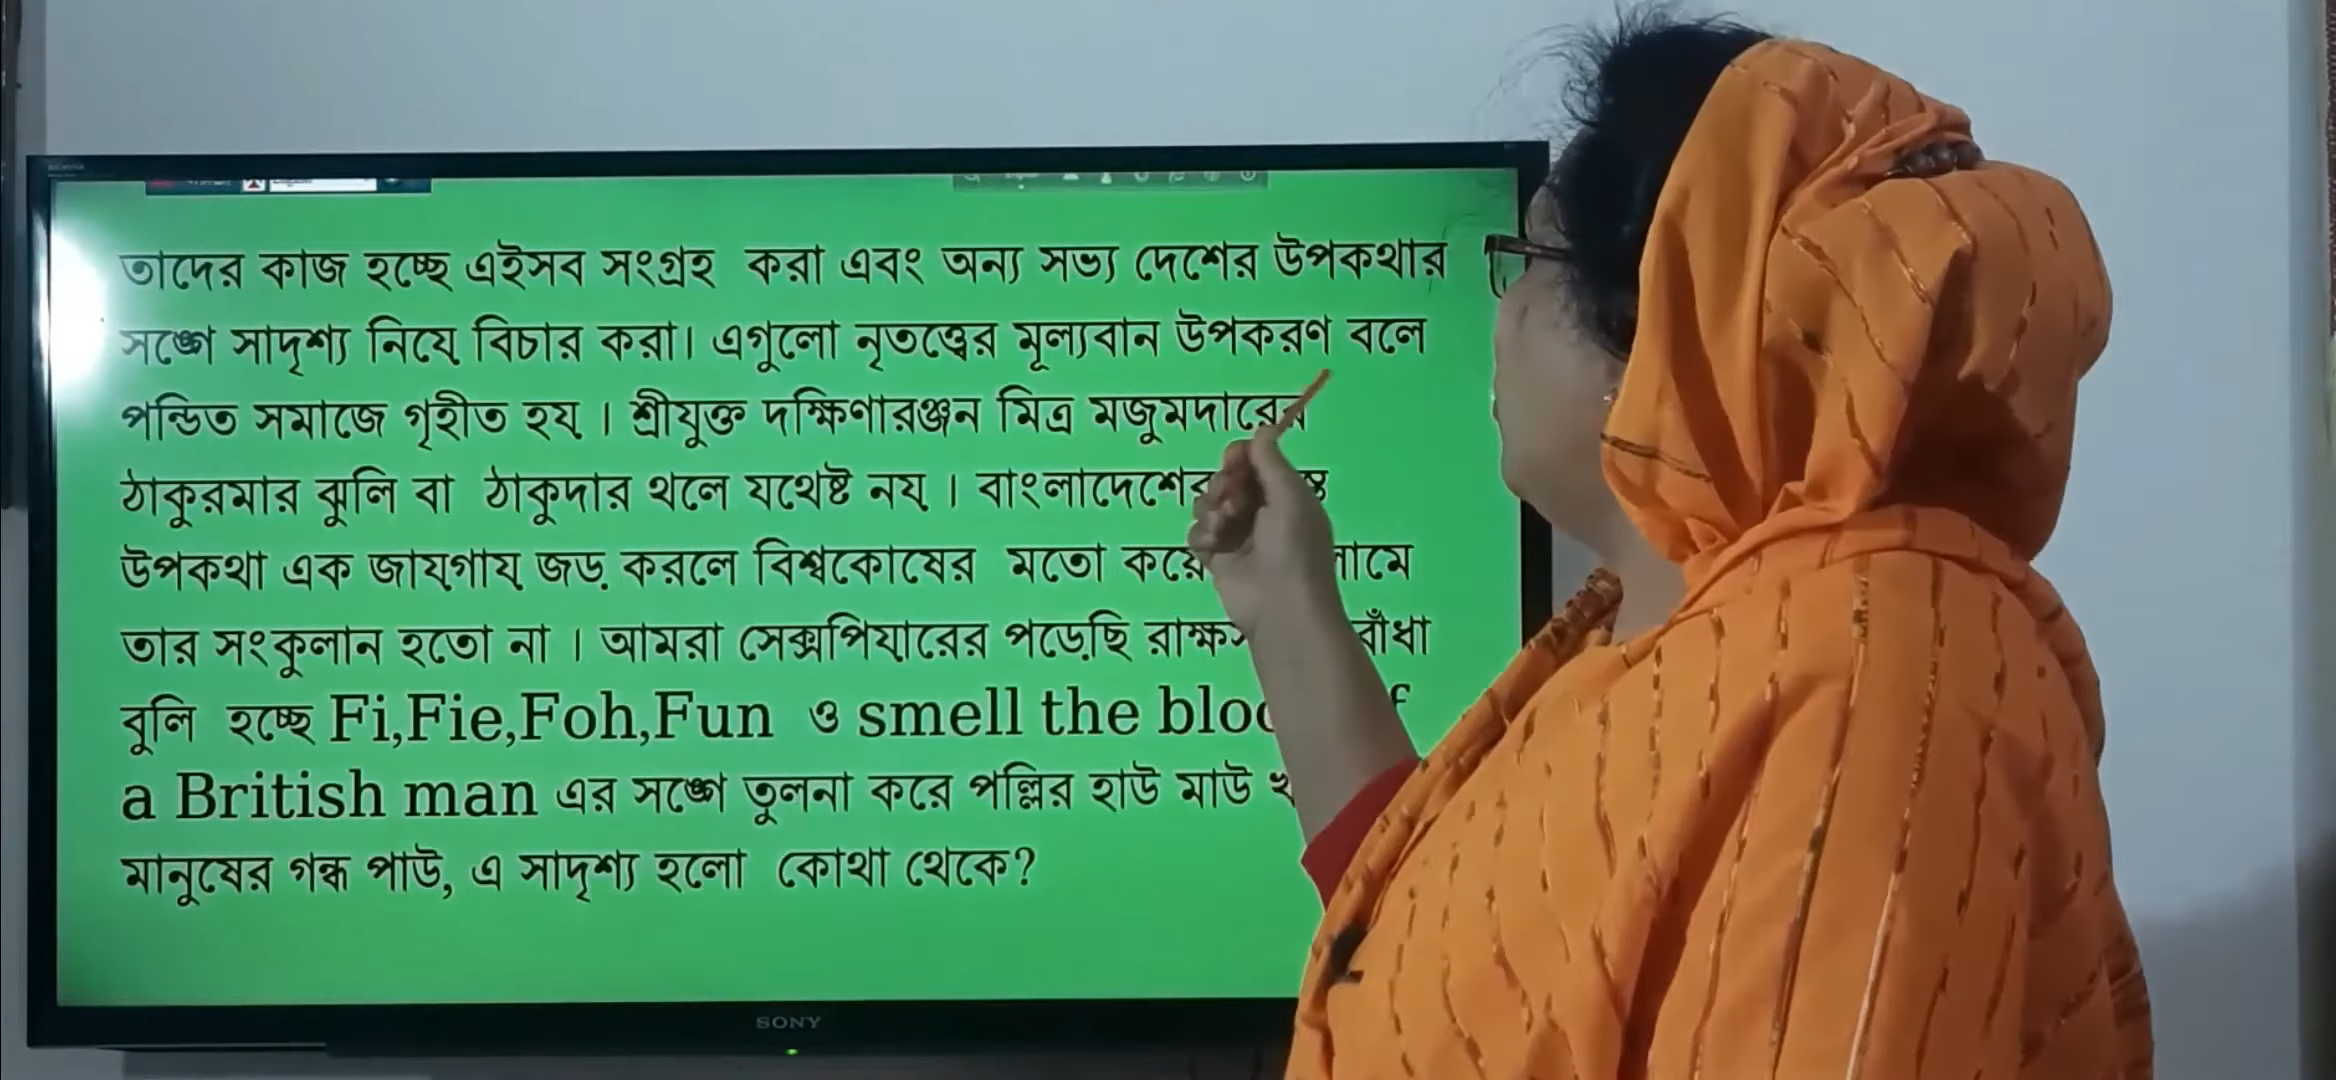 তাদের কাজ হচ্ছে এইসব সংগ্রহ করা এবং অন্য সভ্য দেশের উপকথার
সঙ্গে সাদৃশ্য নিয়ে বিচার করা। এগুলো নৃতত্ত্বের মূল্যবান উপকরণ বলে
পন্ডিত সমাজে গৃহীত হয় । শ্রীযুক্ত দক্ষিণারঞ্জন মিত্র মজুমদারের
ঠাকুরমার ঝুলি বা ঠাকুদার থলে যথেষ্ট নয় । বাংলাদেশের
উপকথা এক জায়গায় জড় করলে বিশ্বকোষের মতো
তার সংকুলান হতো না । আমরা সেক্সপিয়ারের পড়েছি বাঁধা
বুলি হচ্ছে Fi,Fie,Foh,Fun ও smell the
a British man এর সঙ্গে তুলনা করে পল্লির হাউ মাউ
মানুষের গন্ধ পাউ, এ সাদৃশ্য হলো কোথা থেকে?
SONY